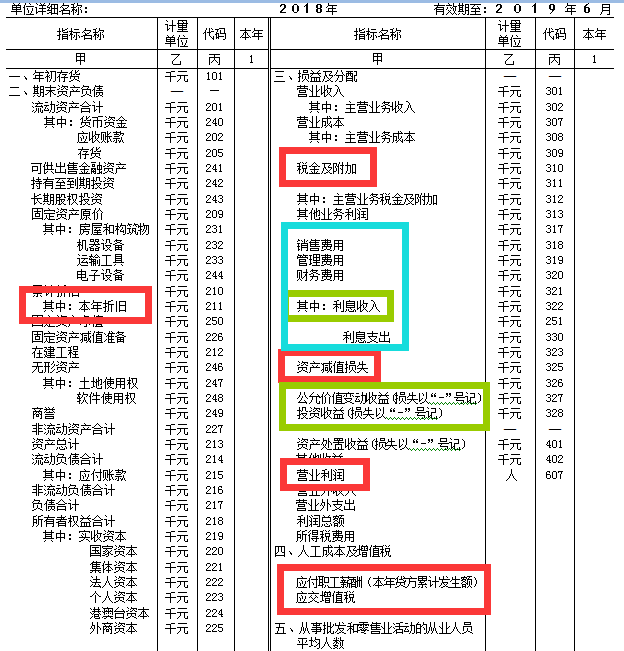 单位详细名称： 2018年 有效期至：2019年6月
指标名称 计量单位 代码 本年 指标名称 计量单位 代码 本年
甲 乙 丙 1 甲 乙 丙 1
一、年初存货 千元 101 三、损益及分配 — —
二、期末资产负债 — — 营业收入 千元 301
流动资产合计 千元 201 其中：主营业务收入 千元 302
其中：货币资金 千元 240 营业成本 千元 307
应收账款 千元 202 其中：主营业务成本 千元 308
存货 千元 205 千元 309
可供出售金融资产 千元 241 税金及附加 千元 310
持有至到期投资 千元 242 千元 311
长期股权投资 千元 243 其中：主营业务税金及附加 千元 312
固定资产原价 千元 209 其他业务利润 千元 313
其中：房屋和构筑物 千元 231 千元 317
机器设备 千元 232 销售费用 千元 318
运输工具 千元 233 管理费用 千元 319
电子设备 千元 244 财务费用 千元 320
累计折旧 千元 210 千元 321
其中：本年折旧 千元 211 其中：利息收入 千元 322
固定资产净值 千元 250 千元 251
固定资产减值准备 千元 226 利息支出 千元 330
在建工程 千元 212 千元 323
无形资产 千元 246 资产减值损失 千元 325
其中：土地使用权 千元 247 千元 326
软件使用权 千元 248 公允价值变动收益(损失以“-”号记) 千元 327
商誉 千元 249 投资收益(损失以“-”号记) 千元 328
非流动资产合计 千元 227 — —
资产总计 千元 213 资产处置收益(损失以“-”号记) 千元 401
流动负债合计 千元 214 其他收益 千元 402
其中：应付账款 千元 215 营业利润 人 607
非流动负债合计 千元 216 营业外收入
负债合计 千元 217 营业外支出
所有者权益合计 千元 218 利润总额
其中：实收资本 千元 219 所得税费用
国家资本 千元 220 四、人工成本及增值税
集体资本 千元 221
法人资本 千元 222 应付职工薪酬（本年贷方累计发生额）
个人资本 千元 223 应交增值税
港澳台资本 千元 224
外商资本 千元 225 五、从事批发和零售业活动的从业人员
平均人数